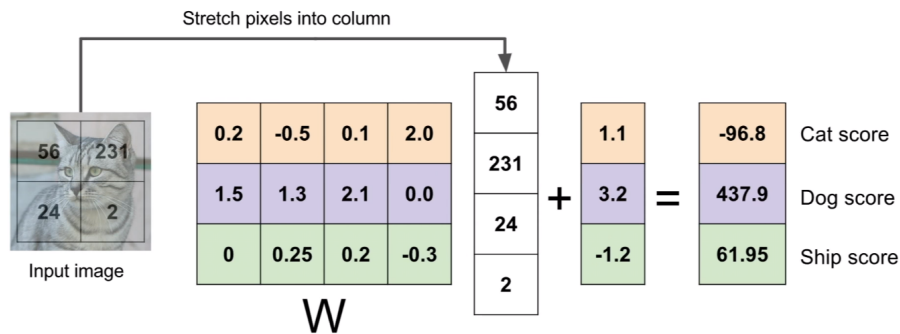 Stretch pixels into column
56 231
24 2
Input image
0.2 -0.5 0.1 2.0
1.5 1.3 2.1 0.0
0 0.25 0.2 -0.3
W
56
231
24
2
+
1.1
3.2
-1.2
=
-96.8 Cat score
437.9 Dog score
61.95 Ship score